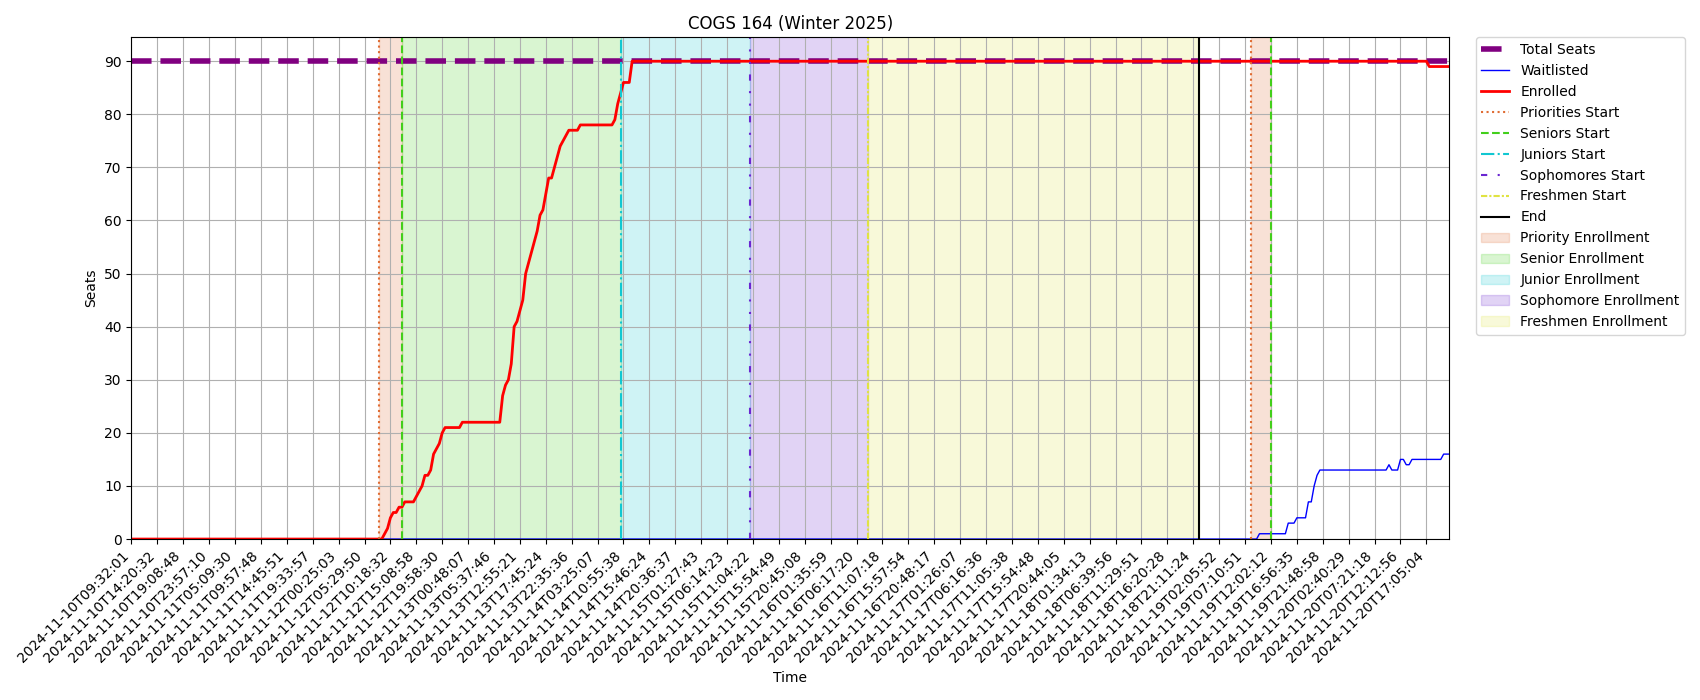 COGS 164 (Winter 2025)
Seats
90
80
70
60
50
40
30
20
10
0
2024-11-10T09:32:01
2024-11-10T14:20:32
2024-11-10T19:08:48
2024-11-10T23:57:10
2024-11-11T05:09:30
2024-11-11T09:57:48
2024-11-11T14:45:51
2024-11-11T19:33:57
2024-11-12T00:25:03
2024-11-12T05:29:50
2024-11-12T10:18:32
2024-11-12T15:08:58
2024-11-12T19:58:30
2024-11-13T00:48:07
2024-11-13T05:37:46
2024-11-13T12:55:21
2024-11-13T17:45:24
2024-11-13T22:35:36
2024-11-14T03:25:07
2024-11-14T10:55:38
2024-11-14T15:46:24
2024-11-14T20:36:37
2024-11-15T01:27:43
2024-11-15T06:14:23
2024-11-15T11:04:22
2024-11-15T15:54:49
2024-11-15T20:45:08
2024-11-16T01:35:59
2024-11-16T06:17:20
2024-11-16T11:07:18
2024-11-16T15:57:54
2024-11-16T20:48:17
2024-11-17T01:26:07
2024-11-17T06:16:36
2024-11-17T11:05:38
2024-11-17T15:54:48
2024-11-17T20:44:05
2024-11-18T01:34:13
2024-11-18T06:39:56
2024-11-18T11:29:51
2024-11-18T16:20:28
2024-11-18T21:11:24
2024-11-19T02:05:52
2024-11-19T07:10:51
2024-11-19T12:02:12
2024-11-19T16:56:35
2024-11-19T21:48:58
2024-11-20T02:40:29
2024-11-20T07:21:18
2024-11-20T12:12:56
2024-11-20T17:05:04
Time
Total Seats
Waitlisted
Enrolled
Priorities Start
Seniors Start
Juniors Start
Sophomores Start
Freshmen Start
End
Priority Enrollment
Senior Enrollment
Junior Enrollment
Sophomore Enrollment
Freshmen Enrollment